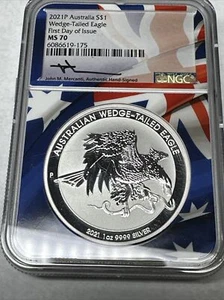 2021P Australia S$1
Wedge-Tailed Eagle
First Day of Issue
MS 70
6086619-175
NGC
John M. Mercanti, Authentic Hand-Signed
AUSTRALIAN WEDGE-TAILED EAGLE
P
2021 1oz 9999 SILVER